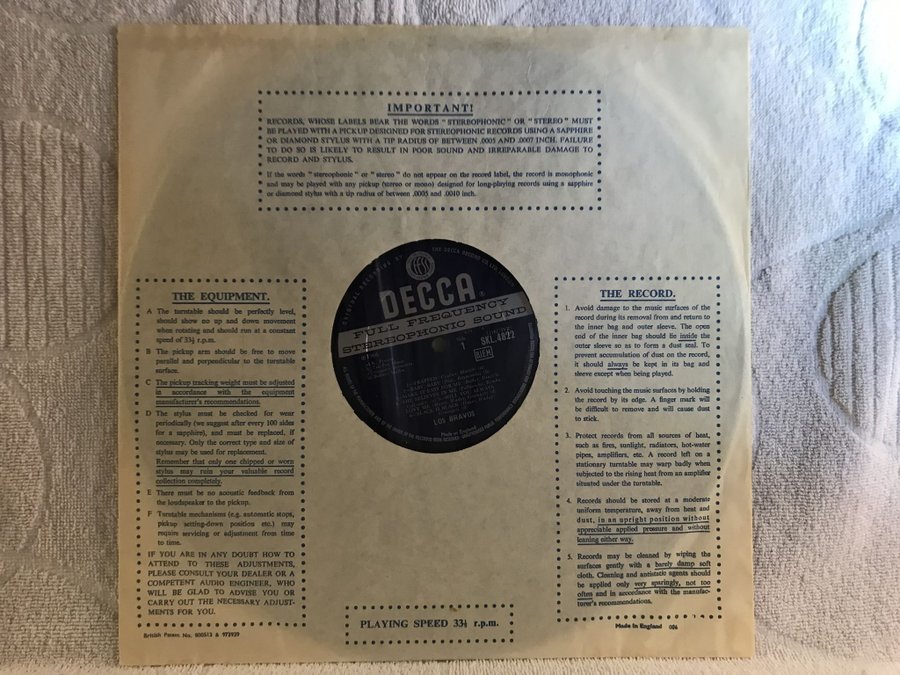 IMPORTANT!
RECORDS, WHOSE LABELS BEAR THE WORDS "STEREOPHONIC" OR "STEREO" MUST
BE PLAYED WITH A PICKUP DESIGNED FOR STEREOPHONIC RECORDS USING A SAPPHIRE
OR DIAMOND STYLUS WITH A TIP RADIUS OF BETWEEN .0005 AND .0007 INCH. FAILURE
TO DO SO IS LIKELY TO RESULT IN POOR SOUND AND IRREPARABLE DAMAGE TO
RECORD AND STYLUS.
If the words "stereophonic" or "stereo" do not appear on the record label, the record is monophonic
and may be played with any pickup (stereo or mono) designed for long-playing records using a sapphire
or diamond stylus with a tip radius of between .0005 and .0010 inch.
THE EQUIPMENT.
A The turntable should be perfectly level,
should show no up and down movement
when rotating and should run at a constant
speed of 33⅓ r.p.m.
B The pickup arm should be free to move
parallel and perpendicular to the turntable
surface.
C The pickup tracking weight must be adjusted
in accordance with the equipment
manufacturer's recommendations.
D The stylus must be checked for wear
periodically (we suggest after every 100 sides
for a sapphire), and must be replaced, if
necessary. Only the correct type and size of
stylus may be used for replacement.
Remember that only one chipped or worn
stylus may ruin your valuable record
collection completely.
E There must be no acoustic feedback from
the loudspeaker to the pickup.
F Turntable mechanisms (e.g. automatic stops,
pickup setting-down position etc.) may
require servicing or adjustment from time
to time.
IF YOU ARE IN ANY DOUBT HOW TO
ATTEND TO THESE ADJUSTMENTS,
PLEASE CONSULT YOUR DEALER OR A
COMPETENT AUDIO ENGINEER, WHO
WILL BE GLAD TO ADVISE YOU OR
CARRY OUT THE NECESSARY ADJUST-
MENTS FOR YOU.
British Patent No. 800513 & 973939
DECCA
FULL FREQUENCY
STEREOPHONIC SOUND
Side
1
SKL.4822
BIEM
LOS BRAVOS
Made in England
THE RECORD.
1. Avoid damage to the music surfaces of the
record during its removal from and return to
the inner bag and outer sleeve. The open
end of the inner bag should lie inside the
outer sleeve so as to form a dust seal. To
prevent accumulation of dust on the record,
it should always be kept in its bag and
sleeve except when being played.
2. Avoid touching the music surfaces by holding
the record by its edge. A finger mark will
be difficult to remove and will cause dust
to stick.
3. Protect records from all sources of heat,
such as fires, sunlight, radiators, hot-water
pipes, amplifiers, etc. A record left on a
stationary turntable may warp badly when
subjected to the rising heat from an amplifier
situated under the turntable.
4. Records should be stored at a moderate
uniform temperature, away from heat and
dust, in an upright position without
appreciable applied pressure and without
leaning either way.
5. Records may be cleaned by wiping the
surfaces gently with a barely damp soft
cloth. Cleaning and antistatic agents should
be applied only very sparingly, not too
often and in accordance with the manufac-
turer's recommendations.
Made in England
PLAYING SPEED 33⅓ r.p.m.